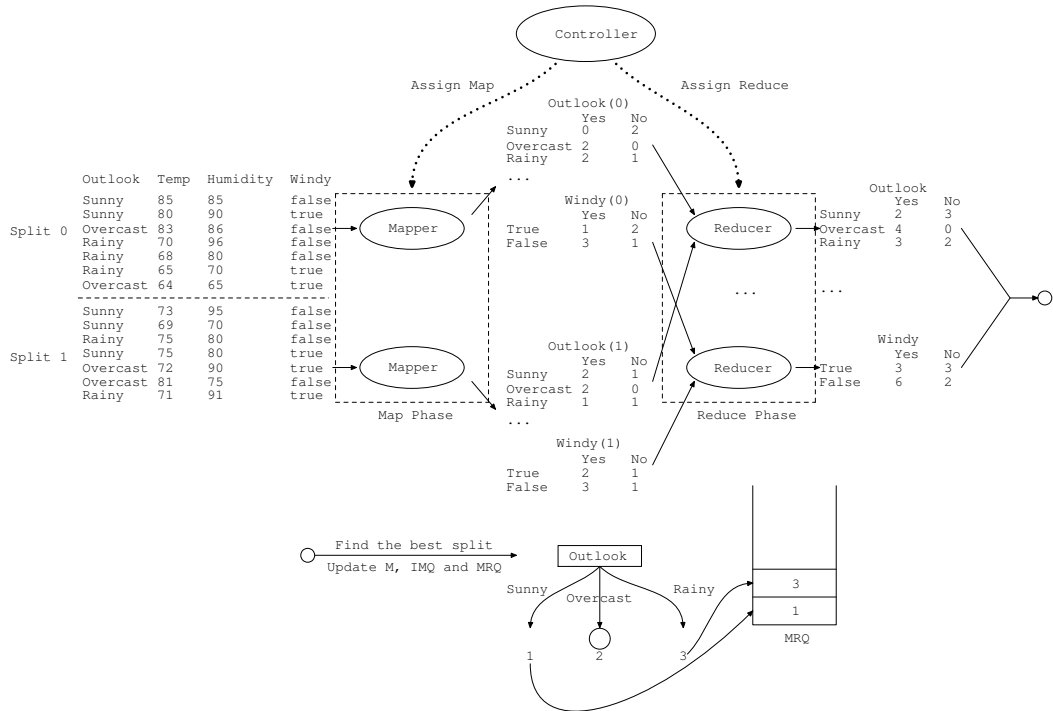 Controller
Assign Map
Assign Reduce
Outlook(0)
Yes No
Sunny 0 2
Overcast 2 0
Rainy 2 1
...
Outlook Temp Humidity Windy
Sunny 85 85 false
Sunny 80 90 true
Overcast 83 86 false
Rainy 70 96 false
Rainy 68 80 false
Rainy 65 70 true
Overcast 64 65 true
Split 0
Sunny 73 95 false
Sunny 69 70 false
Rainy 75 80 false
Sunny 75 80 true
Overcast 72 90 true
Overcast 81 75 false
Rainy 71 91 true
Split 1
Mapper
Mapper
Map Phase
Windy(0)
Yes No
True 1 2
False 3 1
Outlook(1)
Yes No
Sunny 2 1
Overcast 2 0
Rainy 1 1
...
Windy(1)
Yes No
True 2 1
False 3 1
Reducer
...
Reducer
Reduce Phase
Outlook
Yes No
Sunny 2 3
Overcast 4 0
Rainy 3 2
...
Windy
Yes No
True 3 3
False 6 2
Find the best split
Update M, IMQ and MRQ
Outlook
Sunny
Overcast
Rainy
1
2
3
3
1
MRQ